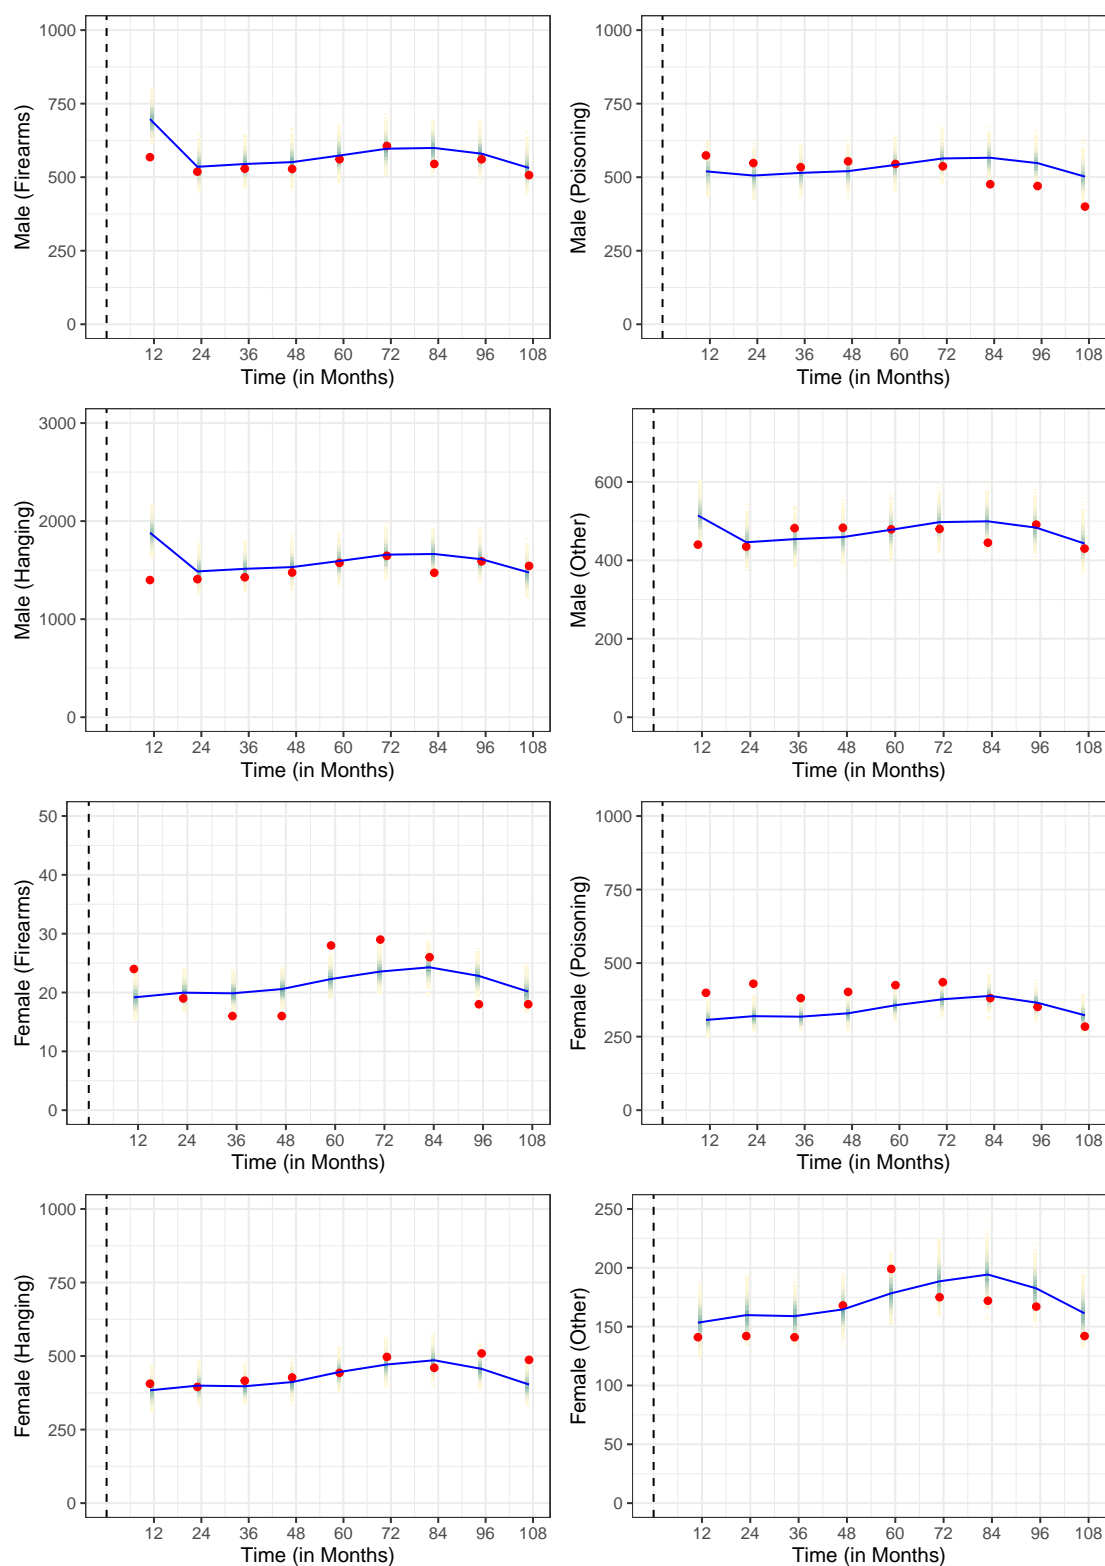 Male (Firearms)
1000
750
500
250
0
12 24 36 48 60 72 84 96 108
Time (in Months)
Male (Poisoning)
1000
750
500
250
0
12 24 36 48 60 72 84 96 108
Time (in Months)
Male (Hanging)
3000
2000
1000
0
12 24 36 48 60 72 84 96 108
Time (in Months)
Male (Other)
600
400
200
0
12 24 36 48 60 72 84 96 108
Time (in Months)
Female (Firearms)
50
40
30
20
10
0
12 24 36 48 60 72 84 96 108
Time (in Months)
Female (Poisoning)
1000
750
500
250
0
12 24 36 48 60 72 84 96 108
Time (in Months)
Female (Hanging)
1000
750
500
250
0
12 24 36 48 60 72 84 96 108
Time (in Months)
Female (Other)
250
200
150
100
50
0
12 24 36 48 60 72 84 96 108
Time (in Months)